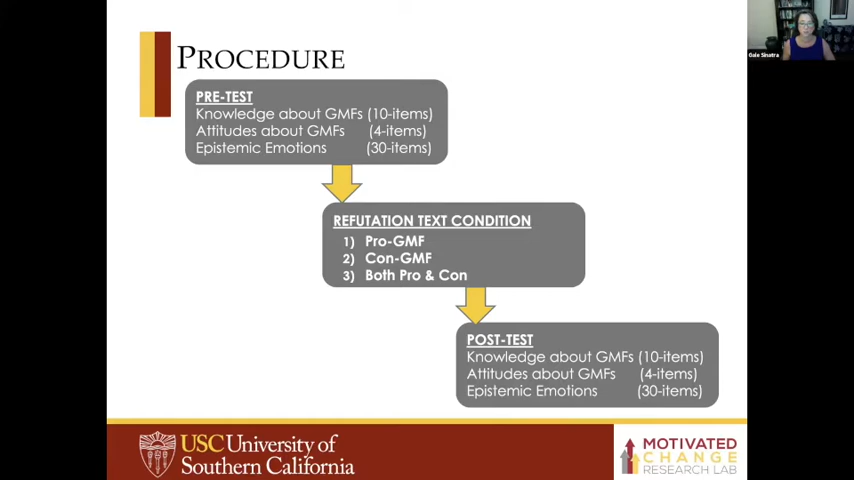 PROCEDURE
PRE-TEST
Knowledge about GMFs (10-items)
Attitudes about GMFs (4-items)
Epistemic Emotions (30-items)
REFUTATION TEXT CONDITION
1) Pro-GMF
2) Con-GMF
3) Both Pro & Con
POST-TEST
Knowledge about GMFs (10-items)
Attitudes about GMFs (4-items)
Epistemic Emotions (30-items)
USC University of
Southern California
MOTIVATED
CHANGE
RESEARCH LAB
Gale Sinatra